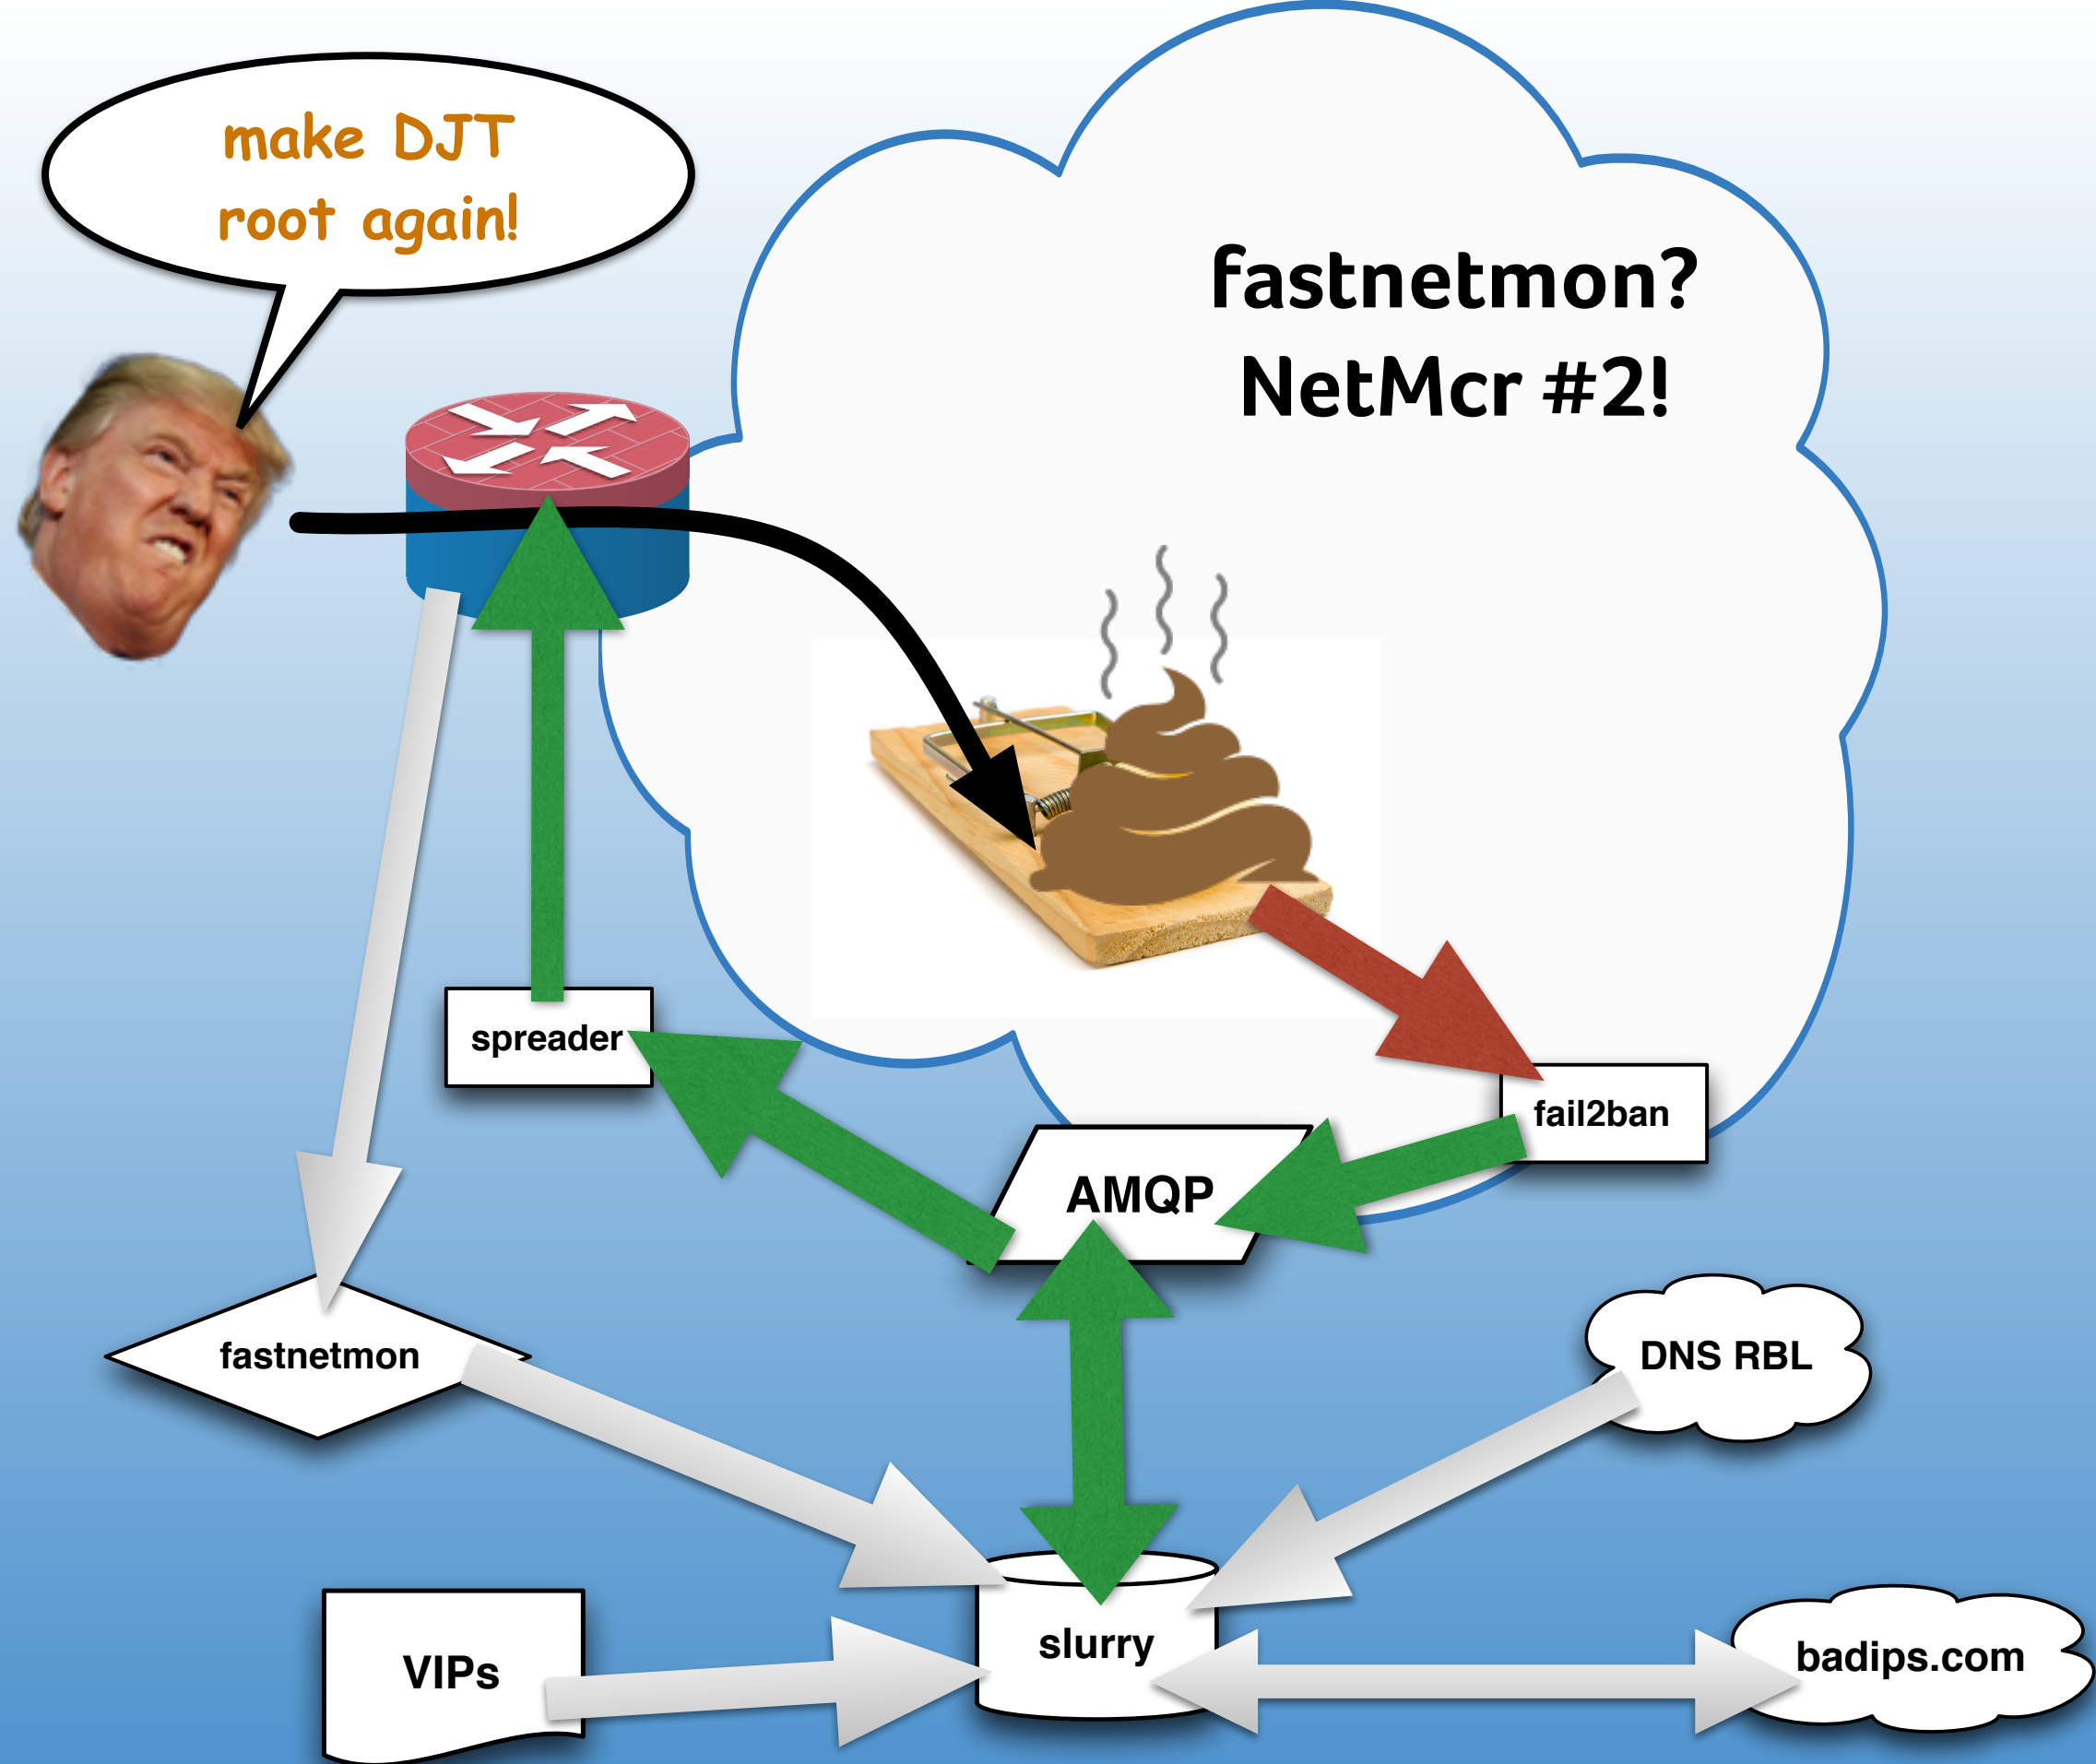 make DJT
root again!
fastnetmon?
NetMcr #2!
spreader
fail2ban
AMQP
fastnetmon
DNS RBL
slurry
VIPs
badips.com